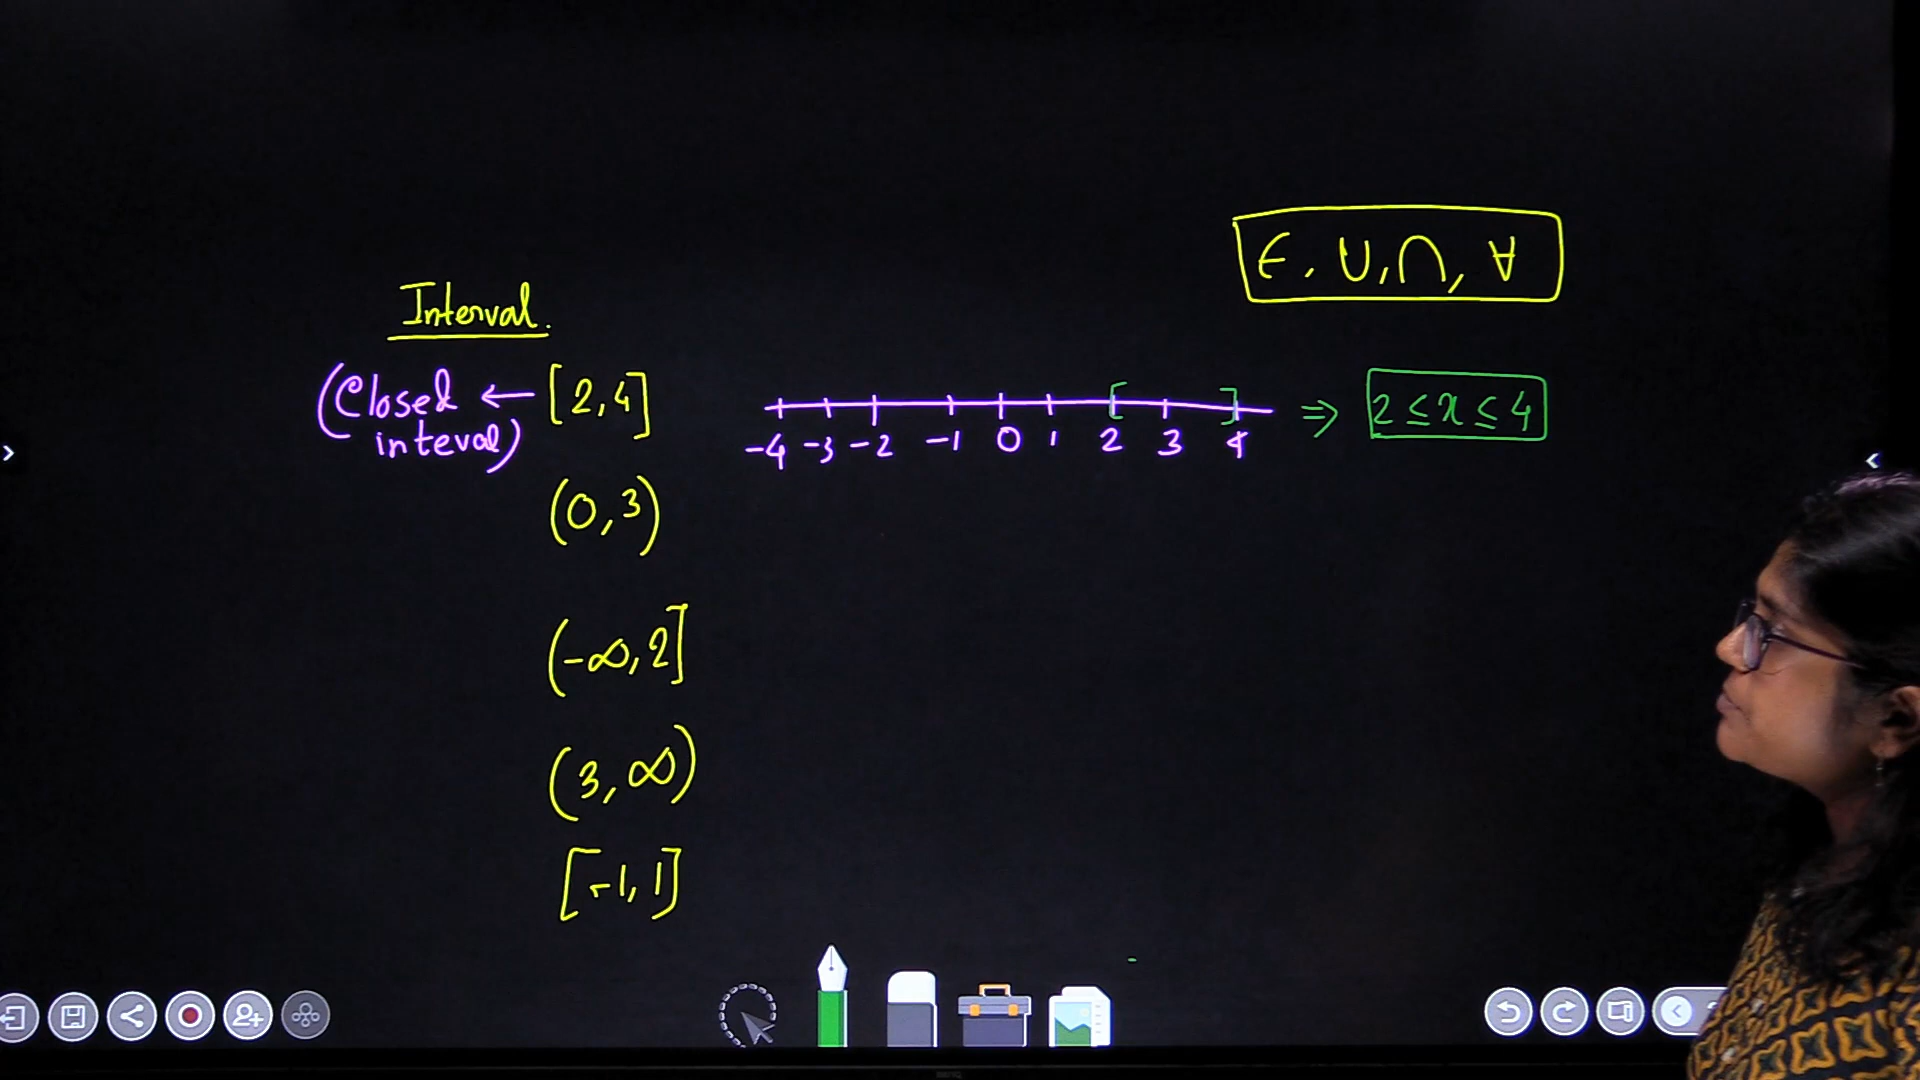 ∈, ∪, ∩, ∀
Interval.
(Closed ← [2,4]
inteval)
-4 -3 -2 -1 0 1 2 3 4
[ ]
⇒ 2 ≤ x ≤ 4
(0,3)
(-∞,2]
(3,∞)
[-1,1]